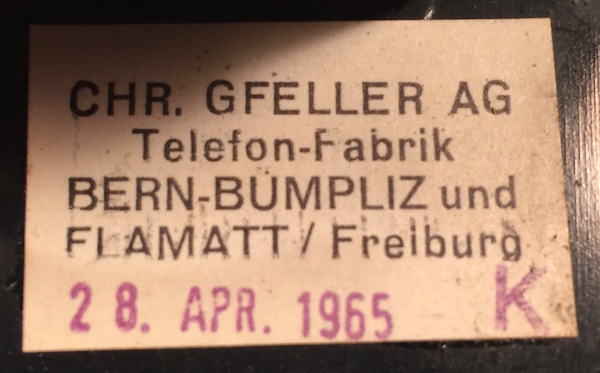 CHR. GFELLER AG
Telefon-Fabrik
BERN-BÜMPLIZ und
FLAMATT / Freiburg
28. APR. 1965 K